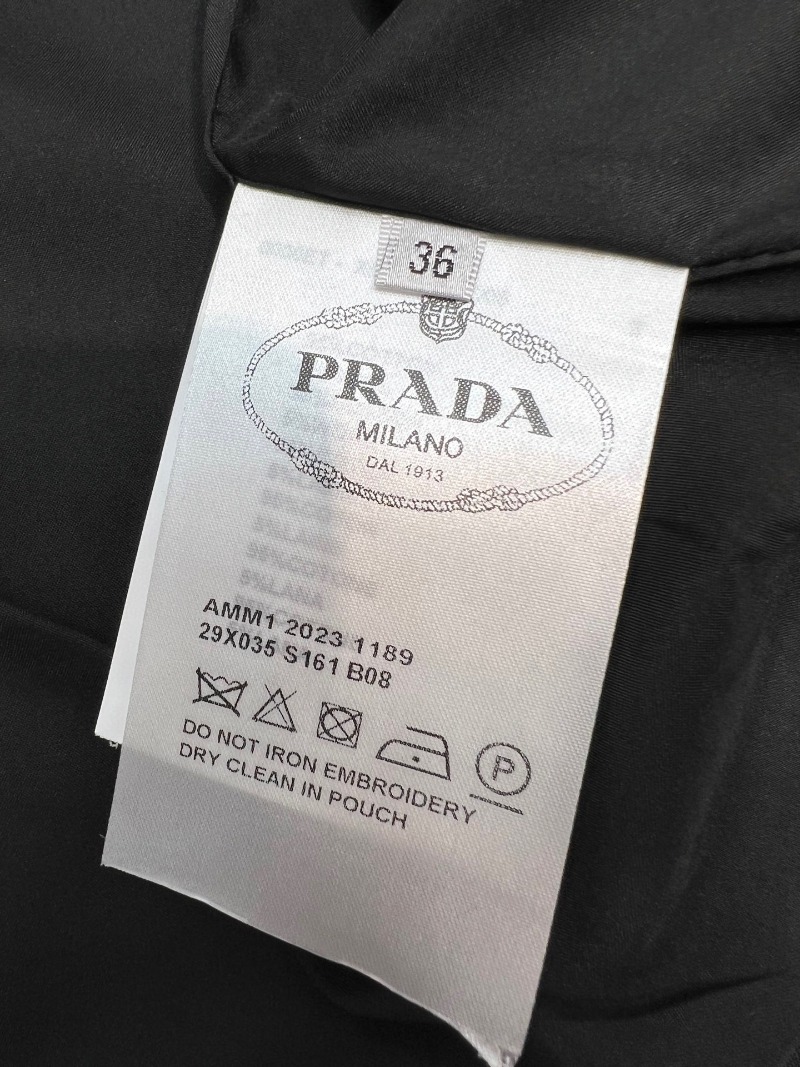 36
PRADA
MILANO
DAL 1913
AMM1 2023 1189
29X035 S161 B08
P
DO NOT IRON EMBROIDERY
DRY CLEAN IN POUCH